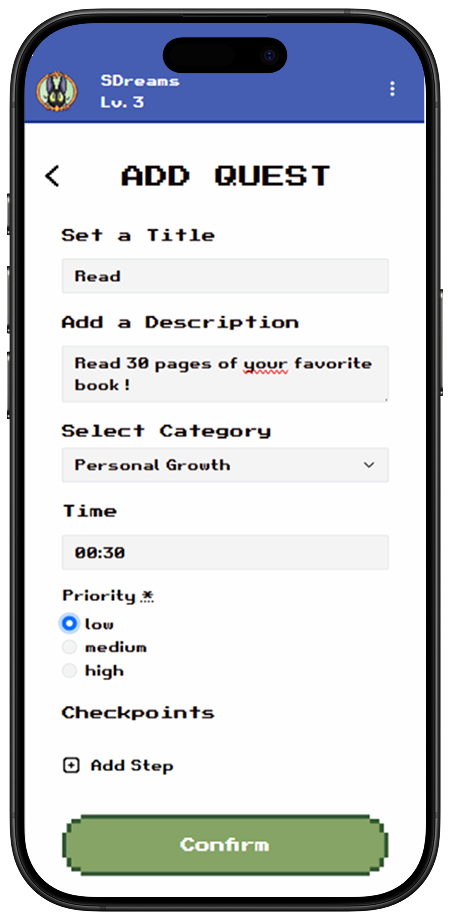 SDreams
Lv. 3
ADD QUEST
Set a Title
Read
Add a Description
Read 30 pages of your favorite
book !
Select Category
Personal Growth
Time
00:30
Priority *
low
medium
high
Checkpoints
Add Step
Confirm